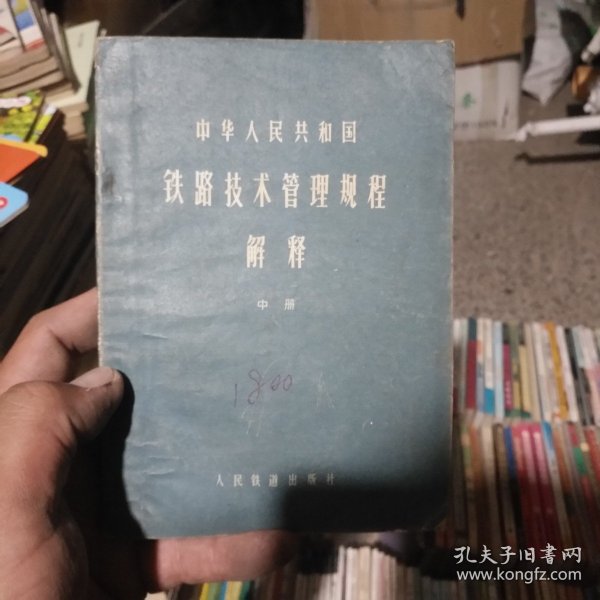 中华人民共和国
铁路技术管理规程
解释
中册
1800
人民铁道出版社
孔夫子旧书网
www.kongfz.com